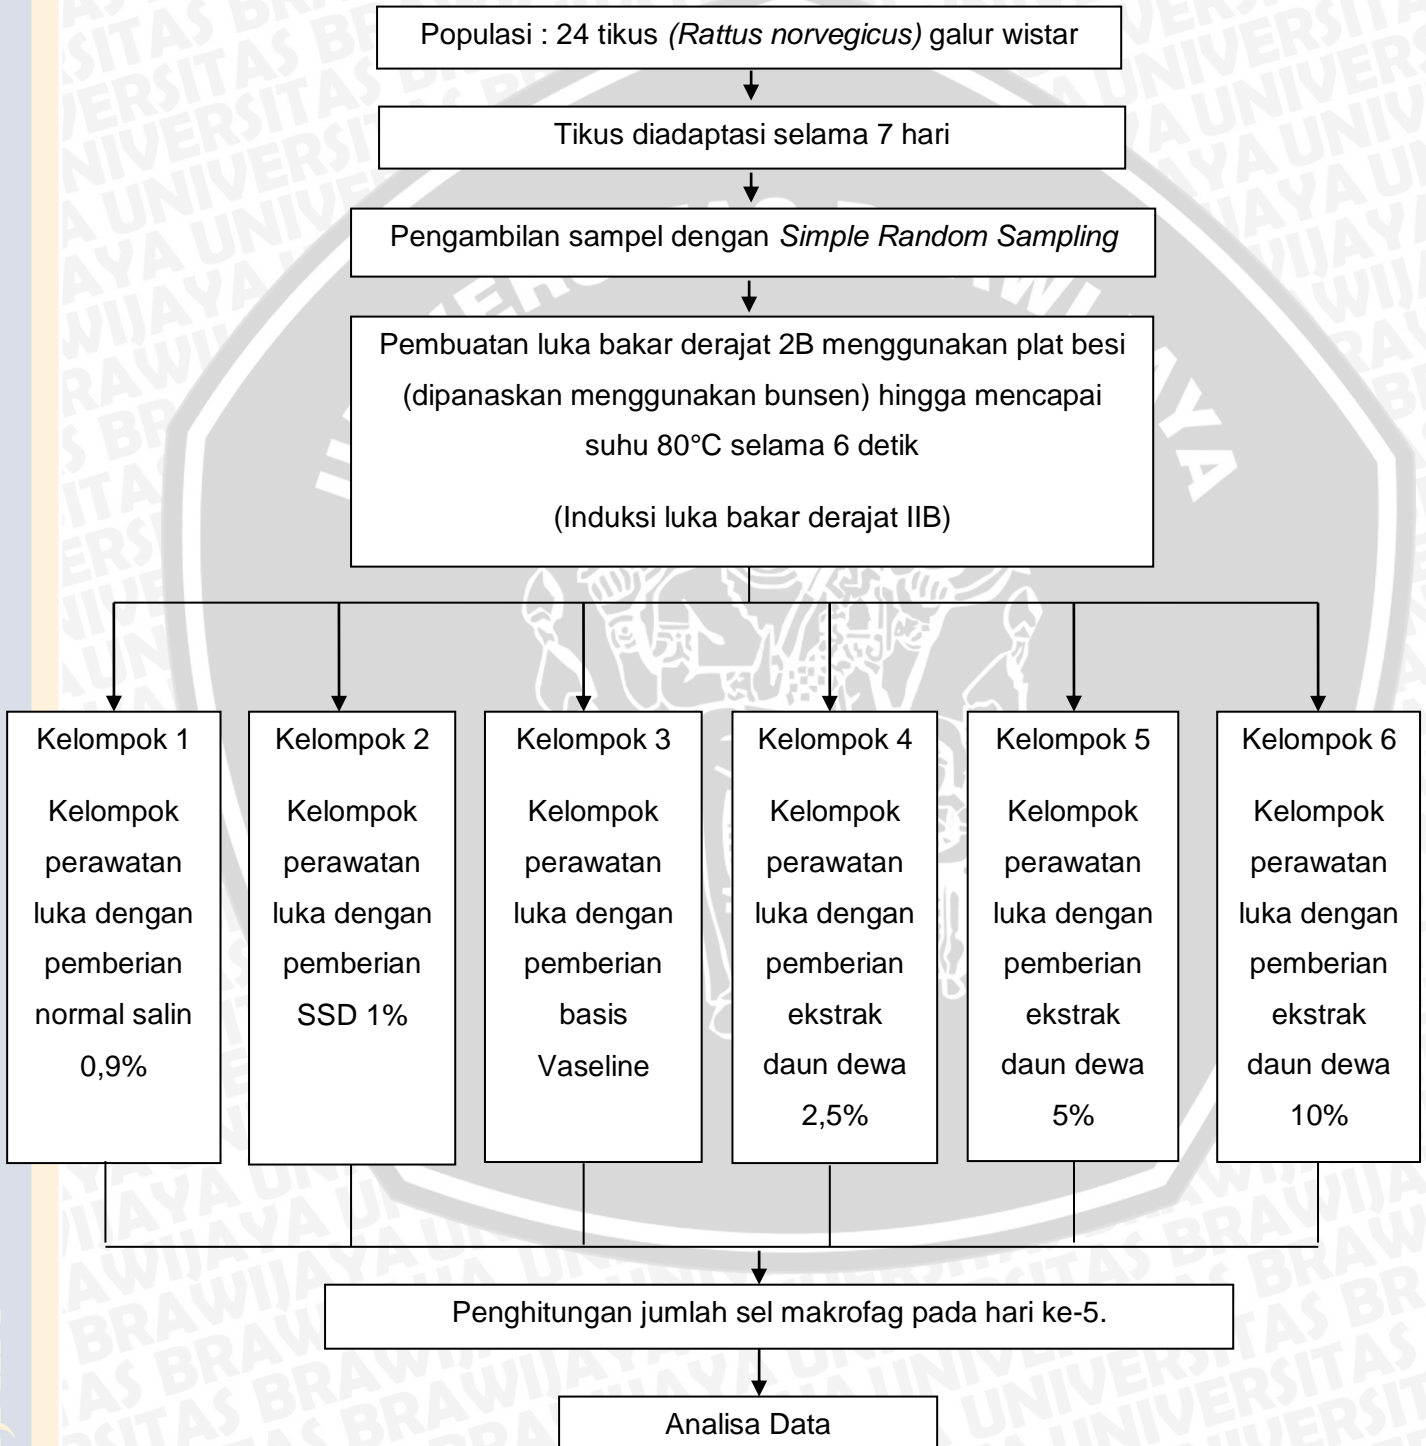 Populasi : 24 tikus (Rattus norvegicus) galur wistar
Tikus diadaptasi selama 7 hari
Pengambilan sampel dengan Simple Random Sampling
Pembuatan luka bakar derajat 2B menggunakan plat besi
(dipanaskan menggunakan bunsen) hingga mencapai
suhu 80°C selama 6 detik
(Induksi luka bakar derajat IIB)
Kelompok 1
Kelompok
perawatan
luka dengan
pemberian
normal salin
0,9%
Kelompok 2
Kelompok
perawatan
luka dengan
pemberian
SSD 1%
Kelompok 3
Kelompok
perawatan
luka dengan
pemberian
basis
Vaseline
Kelompok 4
Kelompok
perawatan
luka dengan
pemberian
ekstrak
daun dewa
2,5%
Kelompok 5
Kelompok
perawatan
luka dengan
pemberian
ekstrak
daun dewa
5%
Kelompok 6
Kelompok
perawatan
luka dengan
pemberian
ekstrak
daun dewa
10%
Penghitungan jumlah sel makrofag pada hari ke-5.
Analisa Data